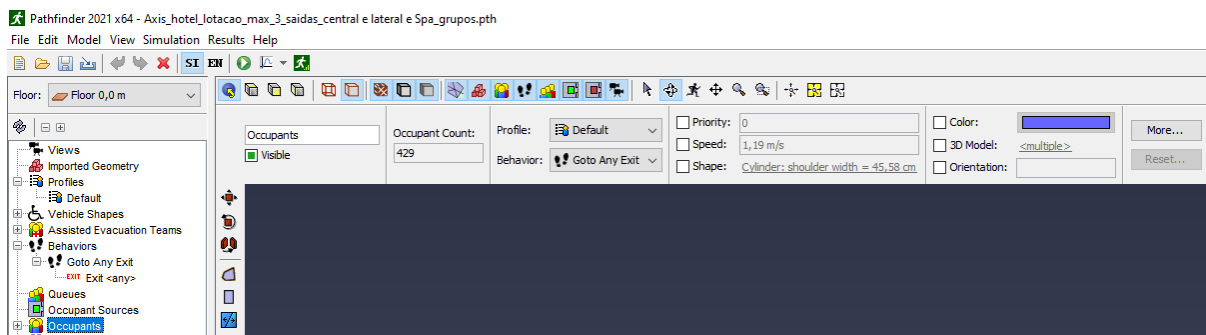 Pathfinder 2021 x64 - Axis_hotel_lotacao_max_3_saidas_central e lateral e Spa_grupos.pth
File Edit Model View Simulation Results Help
SI EN
Floor: Floor 0,0 m
Views
Imported Geometry
Profiles
Default
Vehicle Shapes
Assisted Evacuation Teams
Behaviors
Goto Any Exit
EXIT Exit <any>
Queues
Occupant Sources
Occupants
Occupants
Visible
Occupant Count:
429
Profile: Default
Behavior: Goto Any Exit
Priority: 0
Speed: 1,19 m/s
Shape: Cylinder: shoulder width = 45,58 cm
Color:
3D Model: <multiple>
Orientation:
More...
Reset...